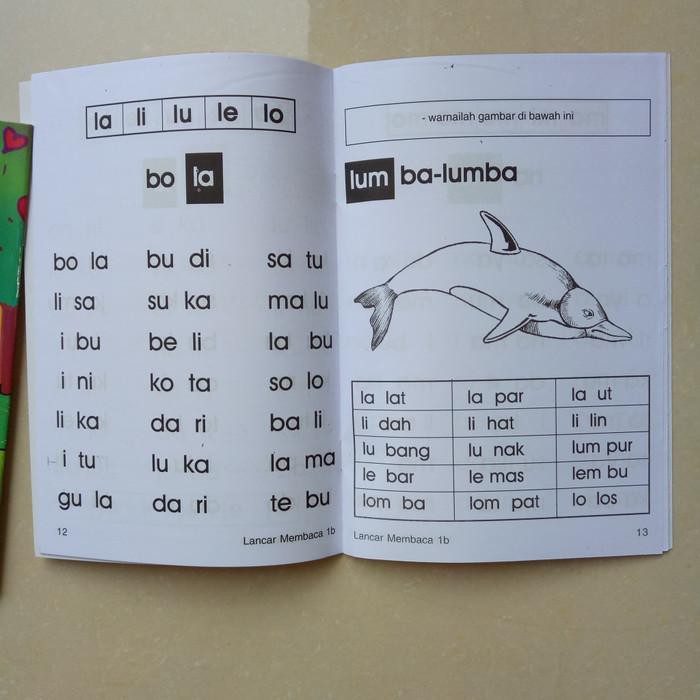 la li lu le lo
bo la
bo la bu di sa tu
li sa su ka ma lu
i bu be li la bu
i ni ko ta so lo
li ka da ri ba li
i tu lu ka la ma
gu la da ri te bu
12 Lancar Membaca 1b
- warnailah gambar di bawah ini
lum ba-lumba
la lat la par la ut
li dah li hat li lin
lu bang lu nak lum pur
le bar le mas lem bu
lom ba lom pat lo los
Lancar Membaca 1b 13